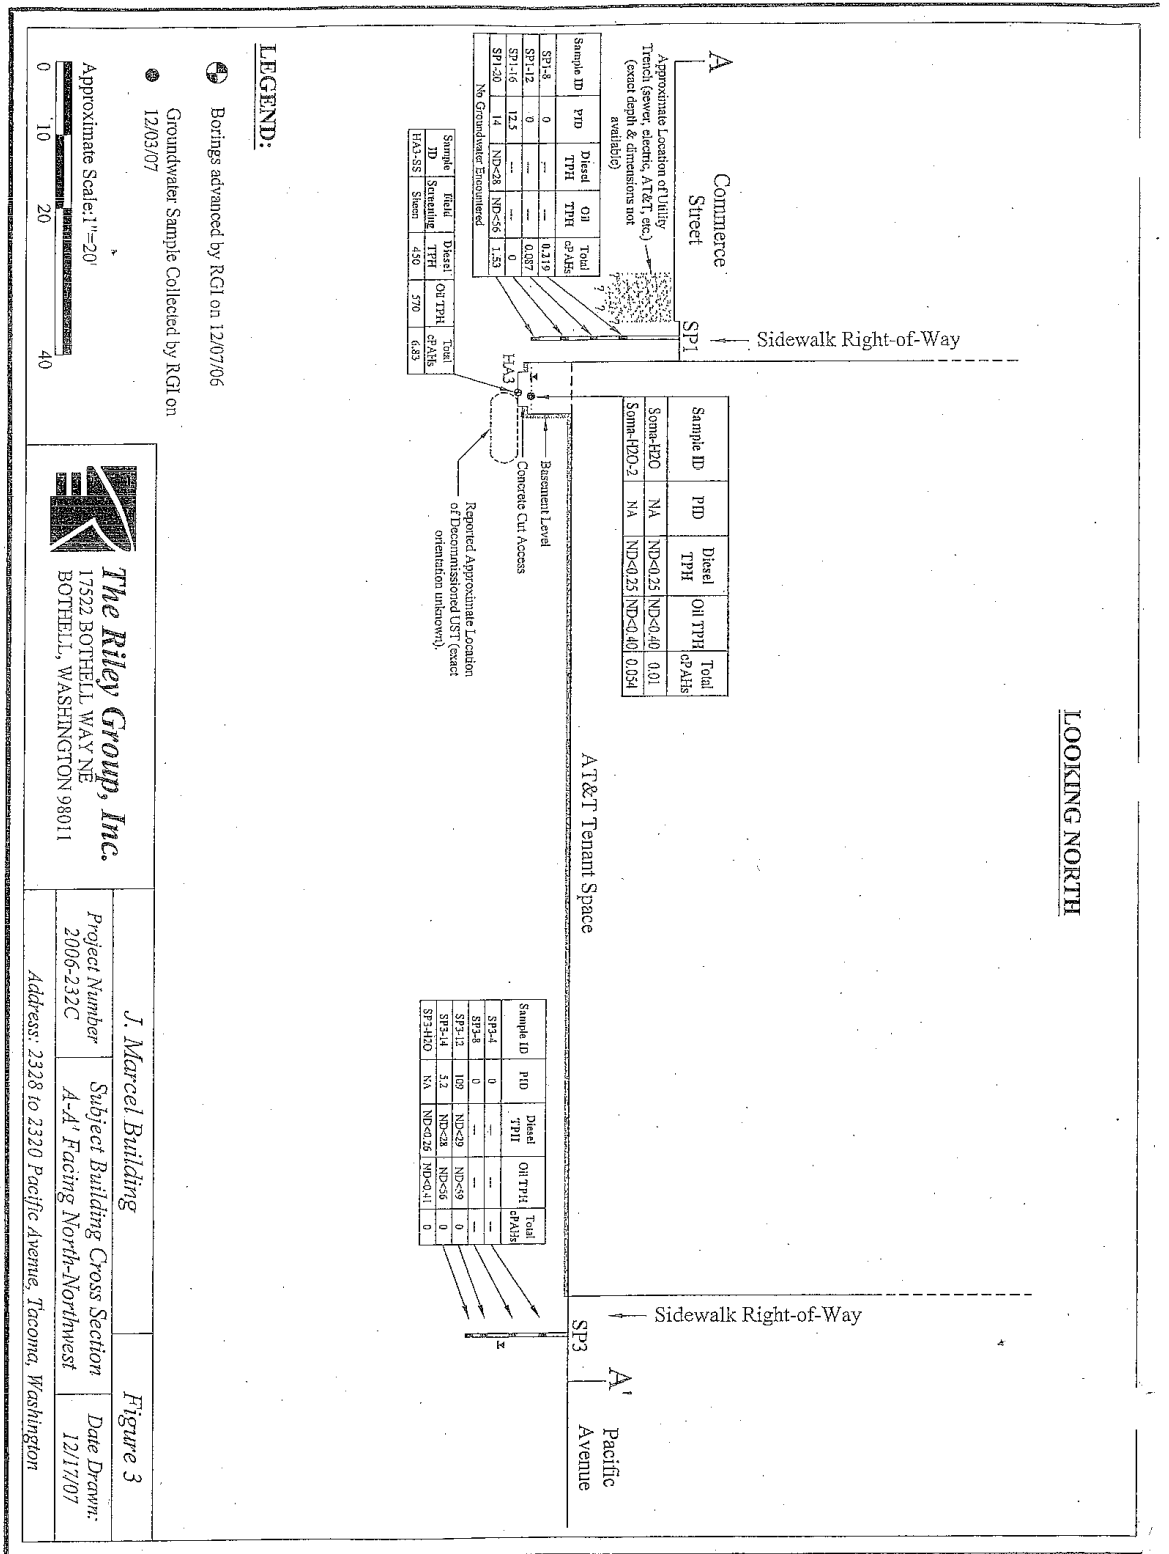 LOOKING NORTH
A
Commerce
Street
Approximate Location of Utility
Trench (sewer, electric, AT&T, etc.)
(exact depth & dimensions not
available)
SP1
Sidewalk Right-of-Way
Sample ID PID Diesel TPH Oil TPH Total cPAHs
SP1-8 0 --- --- 0.219
SP1-12 0 --- --- 0.087
SP1-16 12.5 --- --- 0
SP1-20 14 ND<28 ND<56 1.53
No Groundwater Encountered
Sample ID PID Diesel TPH Oil TPH Total cPAHs
Soma-H2O NA ND<0.25 ND<0.40 0.01
Soma-H2O-2 NA ND<0.25 ND<0.40 0.054
? ? ?
HA3
Sample ID Field Screening Diesel TPH Oil TPH Total cPAHs
HA3-SS Sheen 450 570 6.83
Basement Level
Concrete Cut Access
Reported Approximate Location
of Decommissioned UST (exact
orientation unknown).
AT&T Tenant Space
Sample ID PID Diesel TPH Oil TPH Total cPAHs
SP3-4 0 --- --- ---
SP3-8 0 --- --- ---
SP3-12 109 ND<29 ND<59 0
SP3-14 5.2 ND<28 ND<56 0
SP3-H2O NA ND<0.26 ND<0.41 0
Sidewalk Right-of-Way
SP3
A'
Pacific
Avenue
LEGEND:
Borings advanced by RGI on 12/07/06
Groundwater Sample Collected by RGI on
12/03/07
Approximate Scale:1"=20'
0 10 20 40
The Riley Group, Inc.
17522 BOTHELL WAY NE
BOTHELL, WASHINGTON 98011
J. Marcel Building
Figure 3
Project Number
2006-232C
Subject Building Cross Section
A-A' Facing North-Northwest
Date Drawn:
12/17/07
Address: 2328 to 2320 Pacific Avenue, Tacoma, Washington